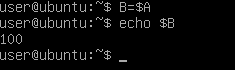 user@ubuntu:~$ B=$A
user@ubuntu:~$ echo $B
100
user@ubuntu:~$ _